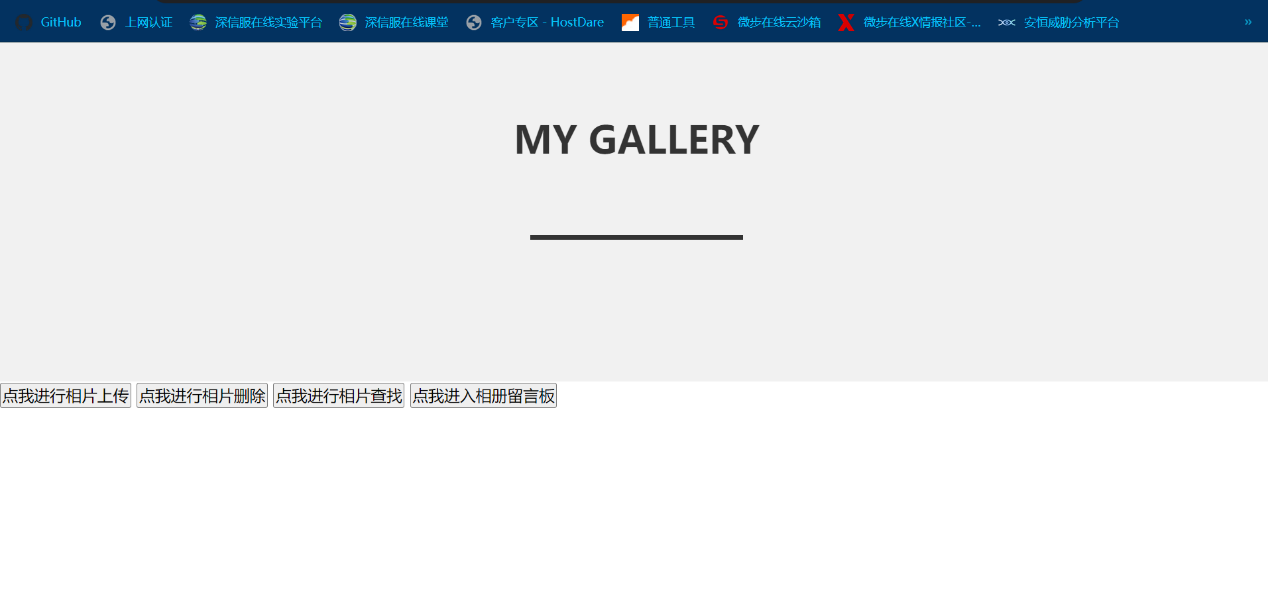 GitHub 上网认证 深信服在线实验平台 深信服在线课堂 客户专区 - HostDare 普通工具 微步在线云沙箱 微步在线X情报社区-... 安恒威胁分析平台 »
MY GALLERY
点我进行相片上传 点我进行相片删除 点我进行相片查找 点我进入相册留言板